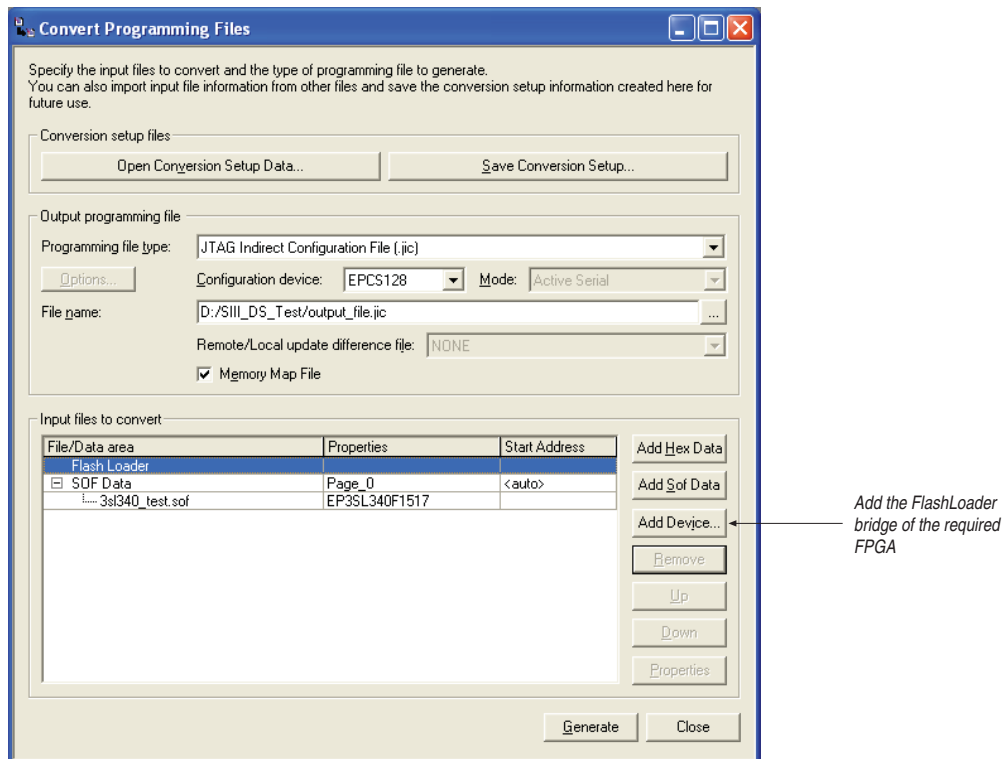 Convert Programming Files
Specify the input files to convert and the type of programming file to generate.
You can also import input file information from other files and save the conversion setup information created here for
future use.
Conversion setup files
Open Conversion Setup Data...
Save Conversion Setup...
Output programming file
Programming file type:
JTAG Indirect Configuration File (.jic)
Options...
Configuration device:
EPCS128
Mode:
Active Serial
File name:
D:/SIII_DS_Test/output_file.jic
...
Remote/Local update difference file:
NONE
Memory Map File
Input files to convert
File/Data area
Properties
Start Address
Flash Loader
SOF Data
Page_0
<auto>
3sl340_test.sof
EP3SL340F1517
Add Hex Data
Add Sof Data
Add Device...
Remove
Up
Down
Properties
Add the FlashLoader
bridge of the required
FPGA
Generate
Close